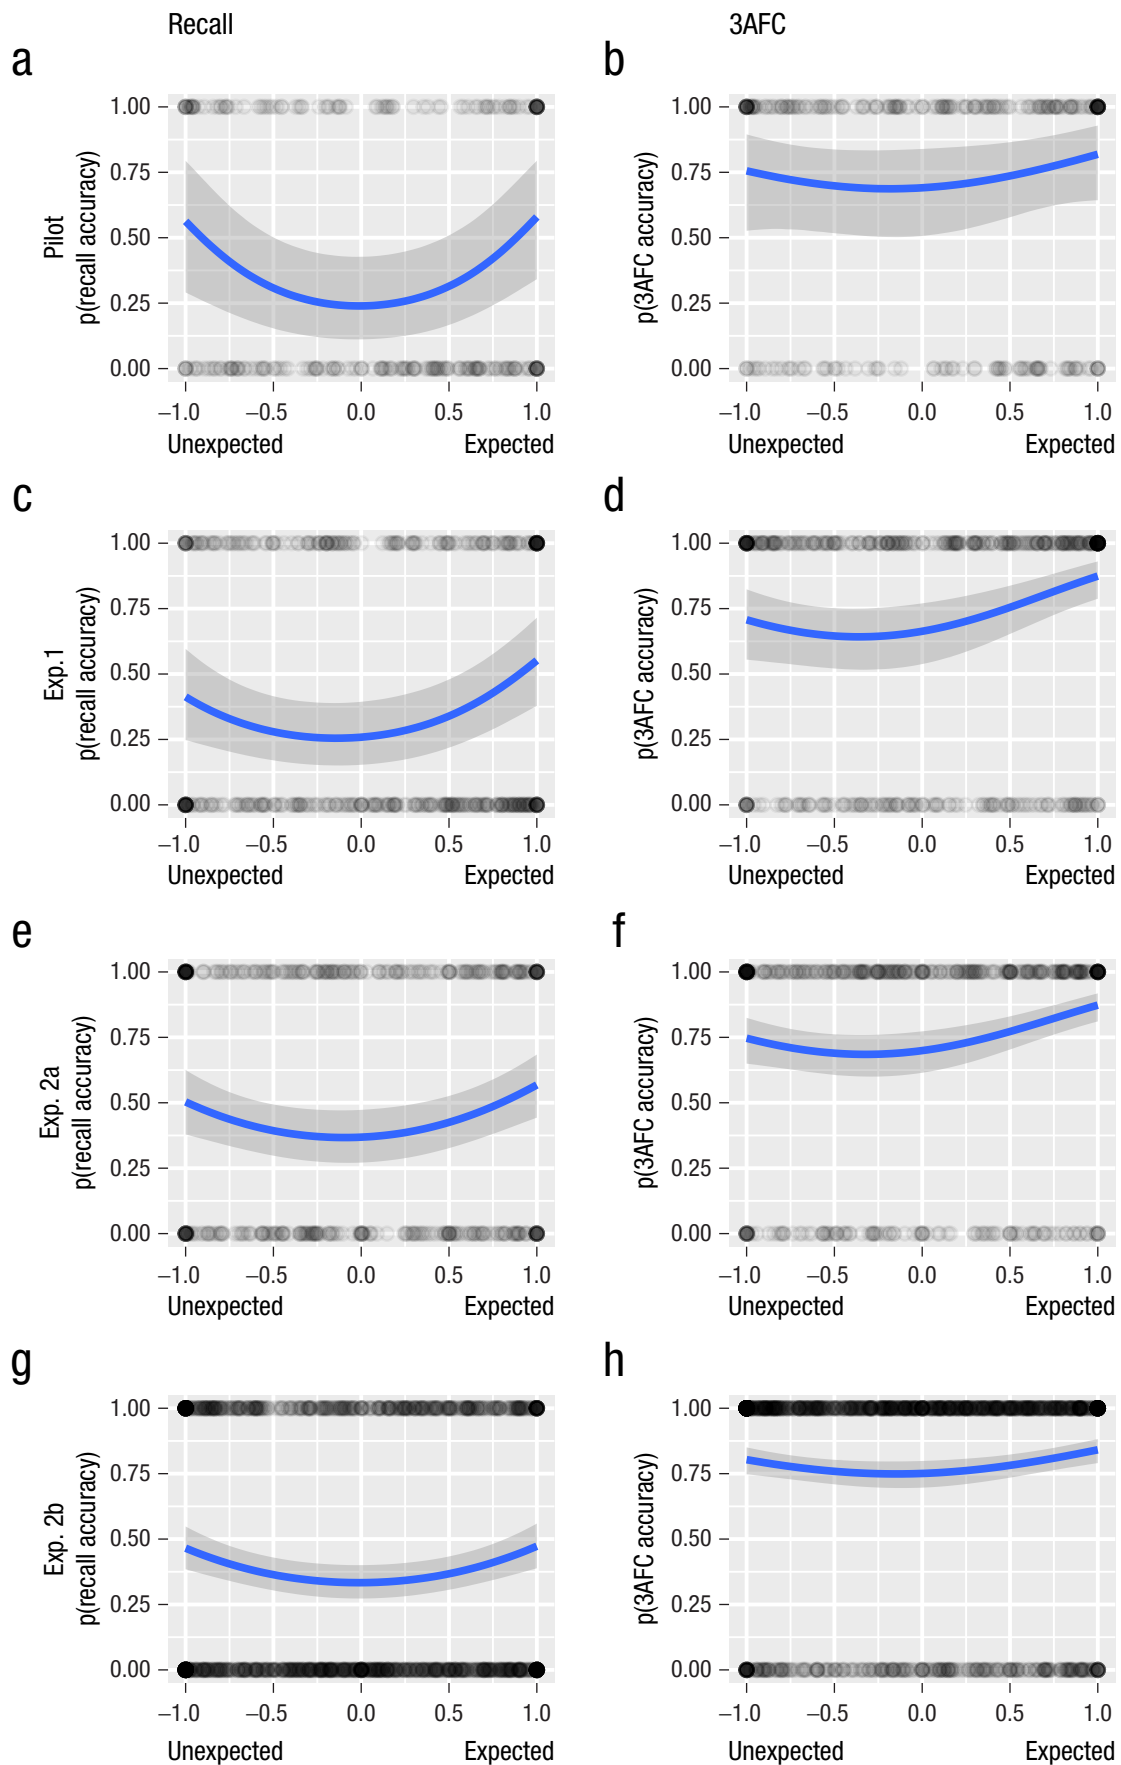 Recall
3AFC
a
Pilot
p(recall accuracy)
1.00
0.75
0.50
0.25
0.00
–1.0 –0.5 0.0 0.5 1.0
Unexpected Expected
b
p(3AFC accuracy)
1.00
0.75
0.50
0.25
0.00
–1.0 –0.5 0.0 0.5 1.0
Unexpected Expected
c
Exp.1
p(recall accuracy)
1.00
0.75
0.50
0.25
0.00
–1.0 –0.5 0.0 0.5 1.0
Unexpected Expected
d
p(3AFC accuracy)
1.00
0.75
0.50
0.25
0.00
–1.0 –0.5 0.0 0.5 1.0
Unexpected Expected
e
Exp. 2a
p(recall accuracy)
1.00
0.75
0.50
0.25
0.00
–1.0 –0.5 0.0 0.5 1.0
Unexpected Expected
f
p(3AFC accuracy)
1.00
0.75
0.50
0.25
0.00
–1.0 –0.5 0.0 0.5 1.0
Unexpected Expected
g
Exp. 2b
p(recall accuracy)
1.00
0.75
0.50
0.25
0.00
–1.0 –0.5 0.0 0.5 1.0
Unexpected Expected
h
p(3AFC accuracy)
1.00
0.75
0.50
0.25
0.00
–1.0 –0.5 0.0 0.5 1.0
Unexpected Expected